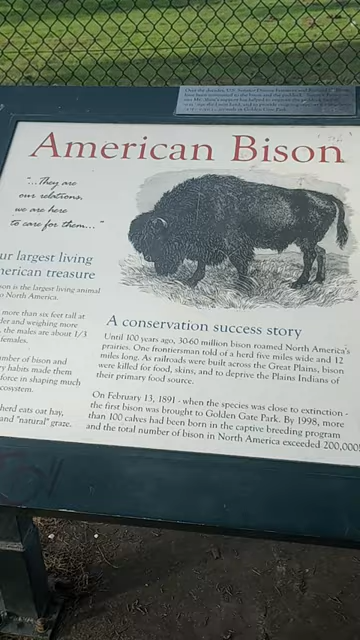 American Bison
"...They are
our relations,
we are here
to care for them..."
ur largest living
merican treasure
son is the largest living animal
o North America.
more than six feet tall at
der and weighing more
, the males are about 1/3
females.
umber of bison and
ry habits made them
force in shaping much
cosystem.
herd eats oat hay,
and "natural" graze.
A conservation success story
Until 100 years ago, 30-60 million bison roamed North America's
prairies. One frontiersman told of a herd five miles wide and 12
miles long. As railroads were built across the Great Plains, bison
were killed for food, skins, and to deprive the Plains Indians of
their primary food source.
On February 13, 1891 - when the species was close to extinction -
the first bison was brought to Golden Gate Park. By 1998, more
than 100 calves had been born in the captive breeding program
and the total number of bison in North America exceeded 200,000!